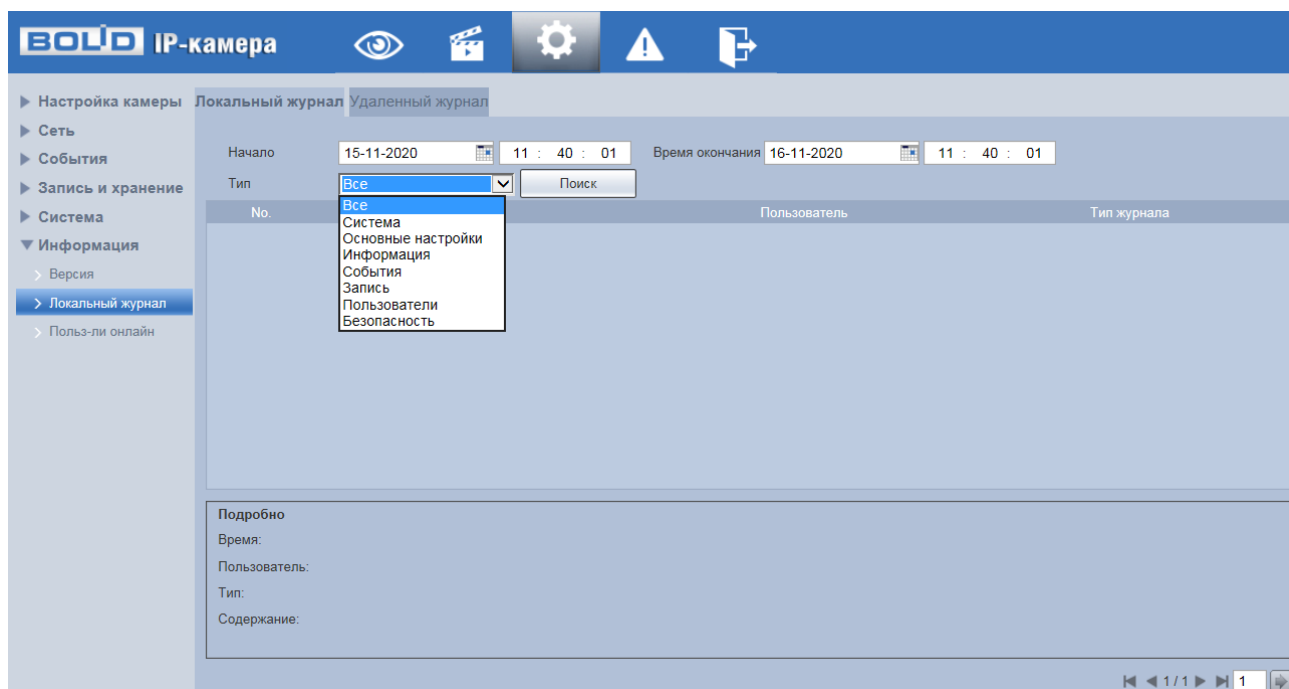 BOLID IP-камера
Настройка камеры
Сеть
События
Запись и хранение
Система
Информация
Версия
Локальный журнал
Польз-ли онлайн
Локальный журнал Удаленный журнал
Начало 15-11-2020 11 : 40 : 01 Время окончания 16-11-2020 11 : 40 : 01
Тип Все Поиск
Все
Система
Основные настройки
Информация
События
Запись
Пользователи
Безопасность
No. Пользователь Тип журнала
Подробно
Время:
Пользователь:
Тип:
Содержание:
1 / 1 1